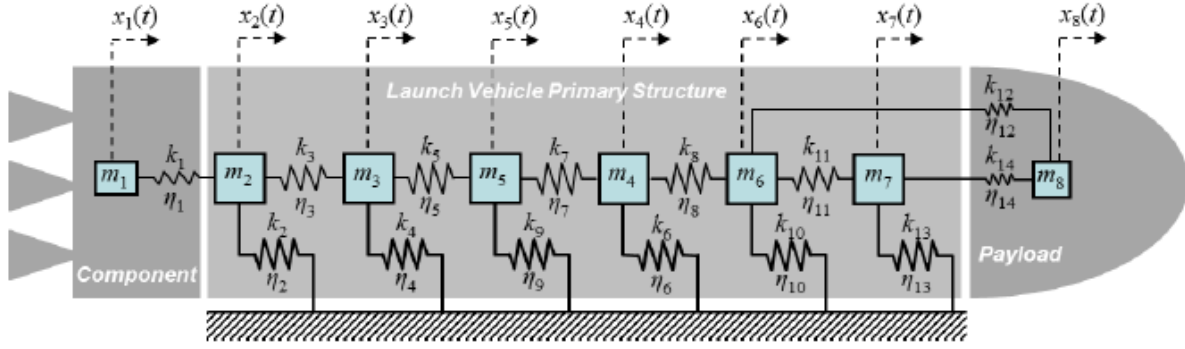 x₁(t) x₂(t) x₃(t) x₅(t) x₄(t) x₆(t) x₇(t) x₈(t)
Launch Vehicle Primary Structure
k₁₂
η₁₂
k₁ k₃ k₅ k₇ k₈ k₁₁ k₁₄
m₁ m₂ m₃ m₅ m₄ m₆ m₇ m₈
η₁ η₃ η₅ η₇ η₈ η₁₁ η₁₄
k₂ k₄ k₉ k₆ k₁₀ k₁₃
Component Payload
η₂ η₄ η₉ η₆ η₁₀ η₁₃